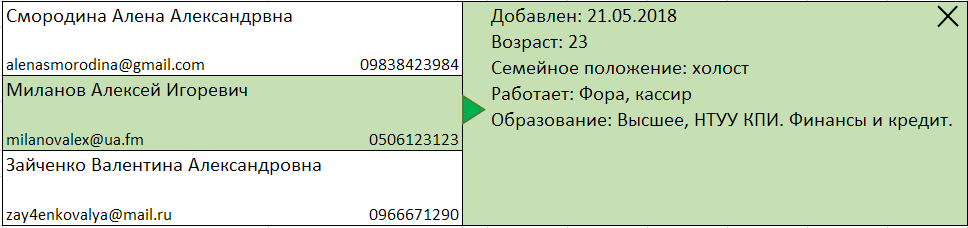 Смородина Алена Александрвна
alenasmorodina@gmail.com 09838423984
Миланов Алексей Игоревич
milanovalex@ua.fm 0506123123
Зайченко Валентина Александровна
zay4enkovalya@mail.ru 0966671290
Добавлен: 21.05.2018
Возраст: 23
Семейное положение: холост
Работает: Фора, кассир
Образование: Высшее, НТУУ КПИ. Финансы и кредит.